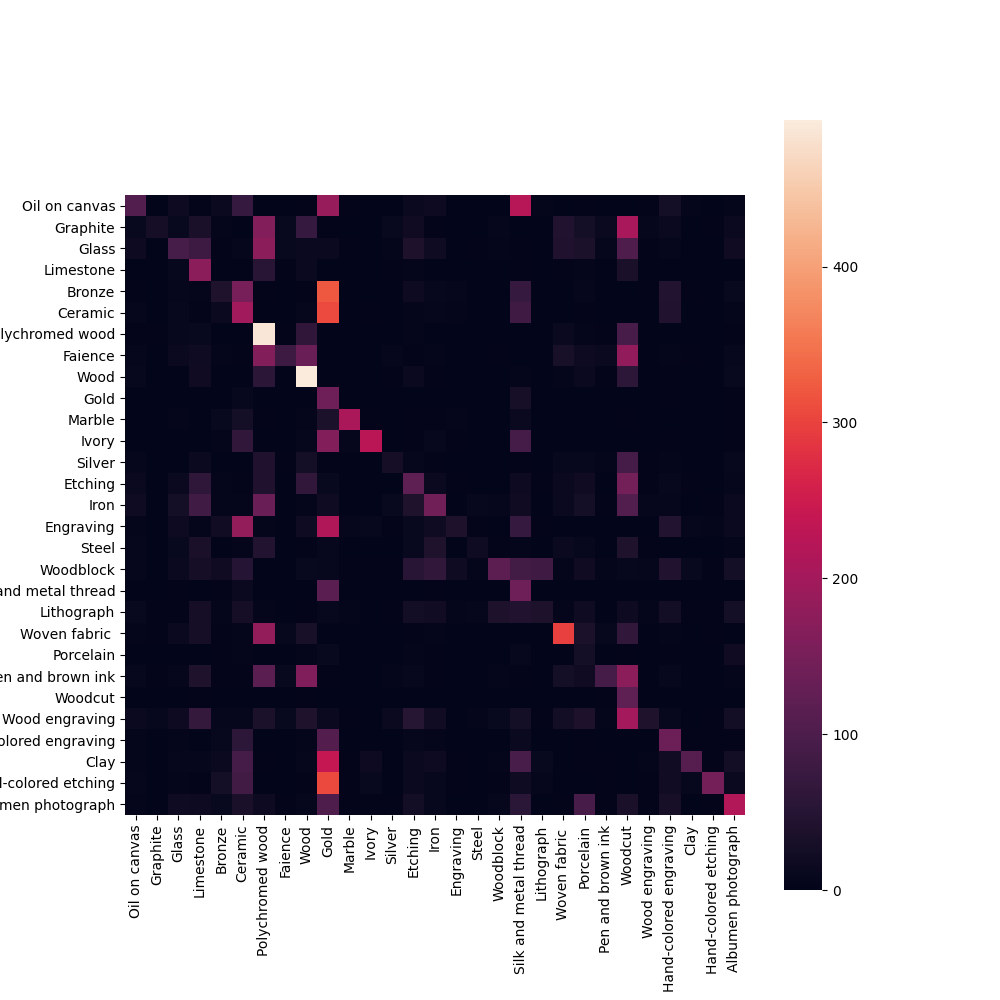 Oil on canvas
Graphite
Glass
Limestone
Bronze
Ceramic
lychromed wood
Faience
Wood
Gold
Marble
Ivory
Silver
Etching
Iron
Engraving
Steel
Woodblock
and metal thread
Lithograph
Woven fabric
Porcelain
en and brown ink
Woodcut
Wood engraving
olored engraving
Clay
d-colored etching
men photograph
Oil on canvas
Graphite
Glass
Limestone
Bronze
Ceramic
Polychromed wood
Faience
Wood
Gold
Marble
Ivory
Silver
Etching
Iron
Engraving
Steel
Woodblock
Silk and metal thread
Lithograph
Woven fabric
Porcelain
Pen and brown ink
Woodcut
Wood engraving
Hand-colored engraving
Clay
Hand-colored etching
Albumen photograph
400
300
200
100
0